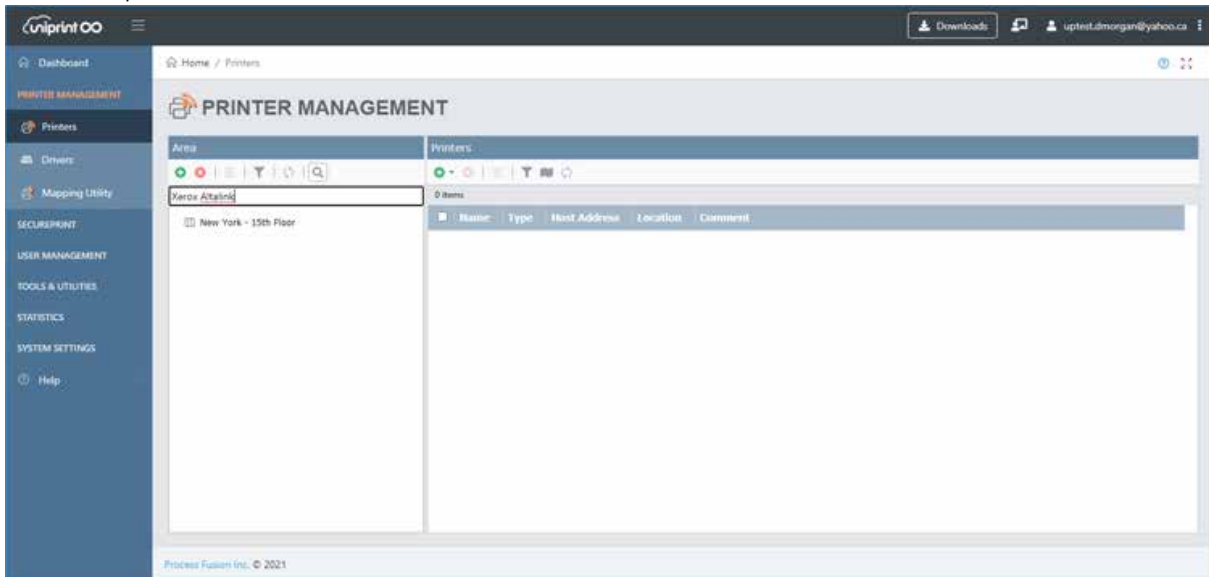 uniprint
Downloads
uptest.dmorgan@yahoo.ca
Dashboard
Home / Printers
PRINTER MANAGEMENT
PRINTER MANAGEMENT
Printers
Area
Printers
Drivers
Mapping Utility
Xerox Altalink
0 items
Name Type Host Address Location Comment
New York - 15th Floor
SECUREPRINT
USER MANAGEMENT
TOOLS & UTILITIES
STATISTICS
SYSTEM SETTINGS
Help
Process Fusion Inc. © 2021